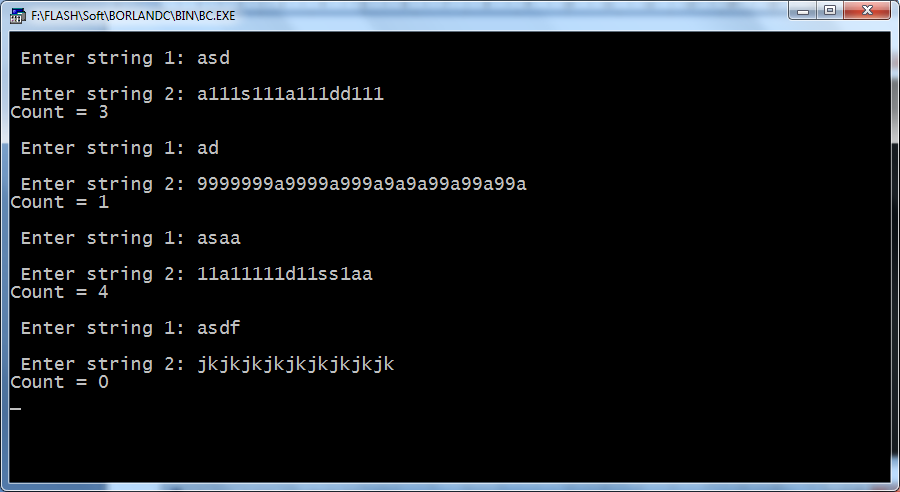 F:\FLASH\Soft\BORLANDC\BIN\BC.EXE
Enter string 1: asd
Enter string 2: a111s111a111dd111
Count = 3
Enter string 1: ad
Enter string 2: 9999999a9999a999a9a9a99a99a99a
Count = 1
Enter string 1: asaa
Enter string 2: 11a11111d11ss1aa
Count = 4
Enter string 1: asdf
Enter string 2: jkjkjkjkjkjkjkjkjk
Count = 0
_